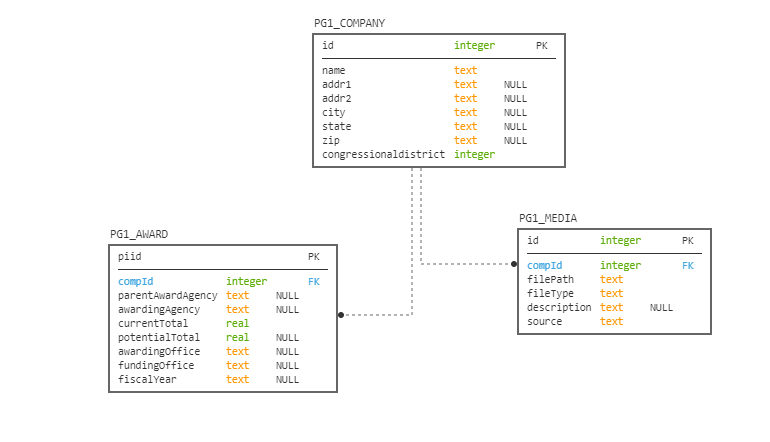 PG1_COMPANY
id integer PK
name text
addr1 text NULL
addr2 text NULL
city text NULL
state text NULL
zip text NULL
congressionaldistrict integer
PG1_AWARD
piid PK
compId integer FK
parentAwardAgency text NULL
awardingAgency text NULL
currentTotal real
potentialTotal real NULL
awardingOffice text NULL
fundingOffice text NULL
fiscalYear text NULL
PG1_MEDIA
id integer PK
compId integer FK
filePath text
fileType text
description text NULL
source text